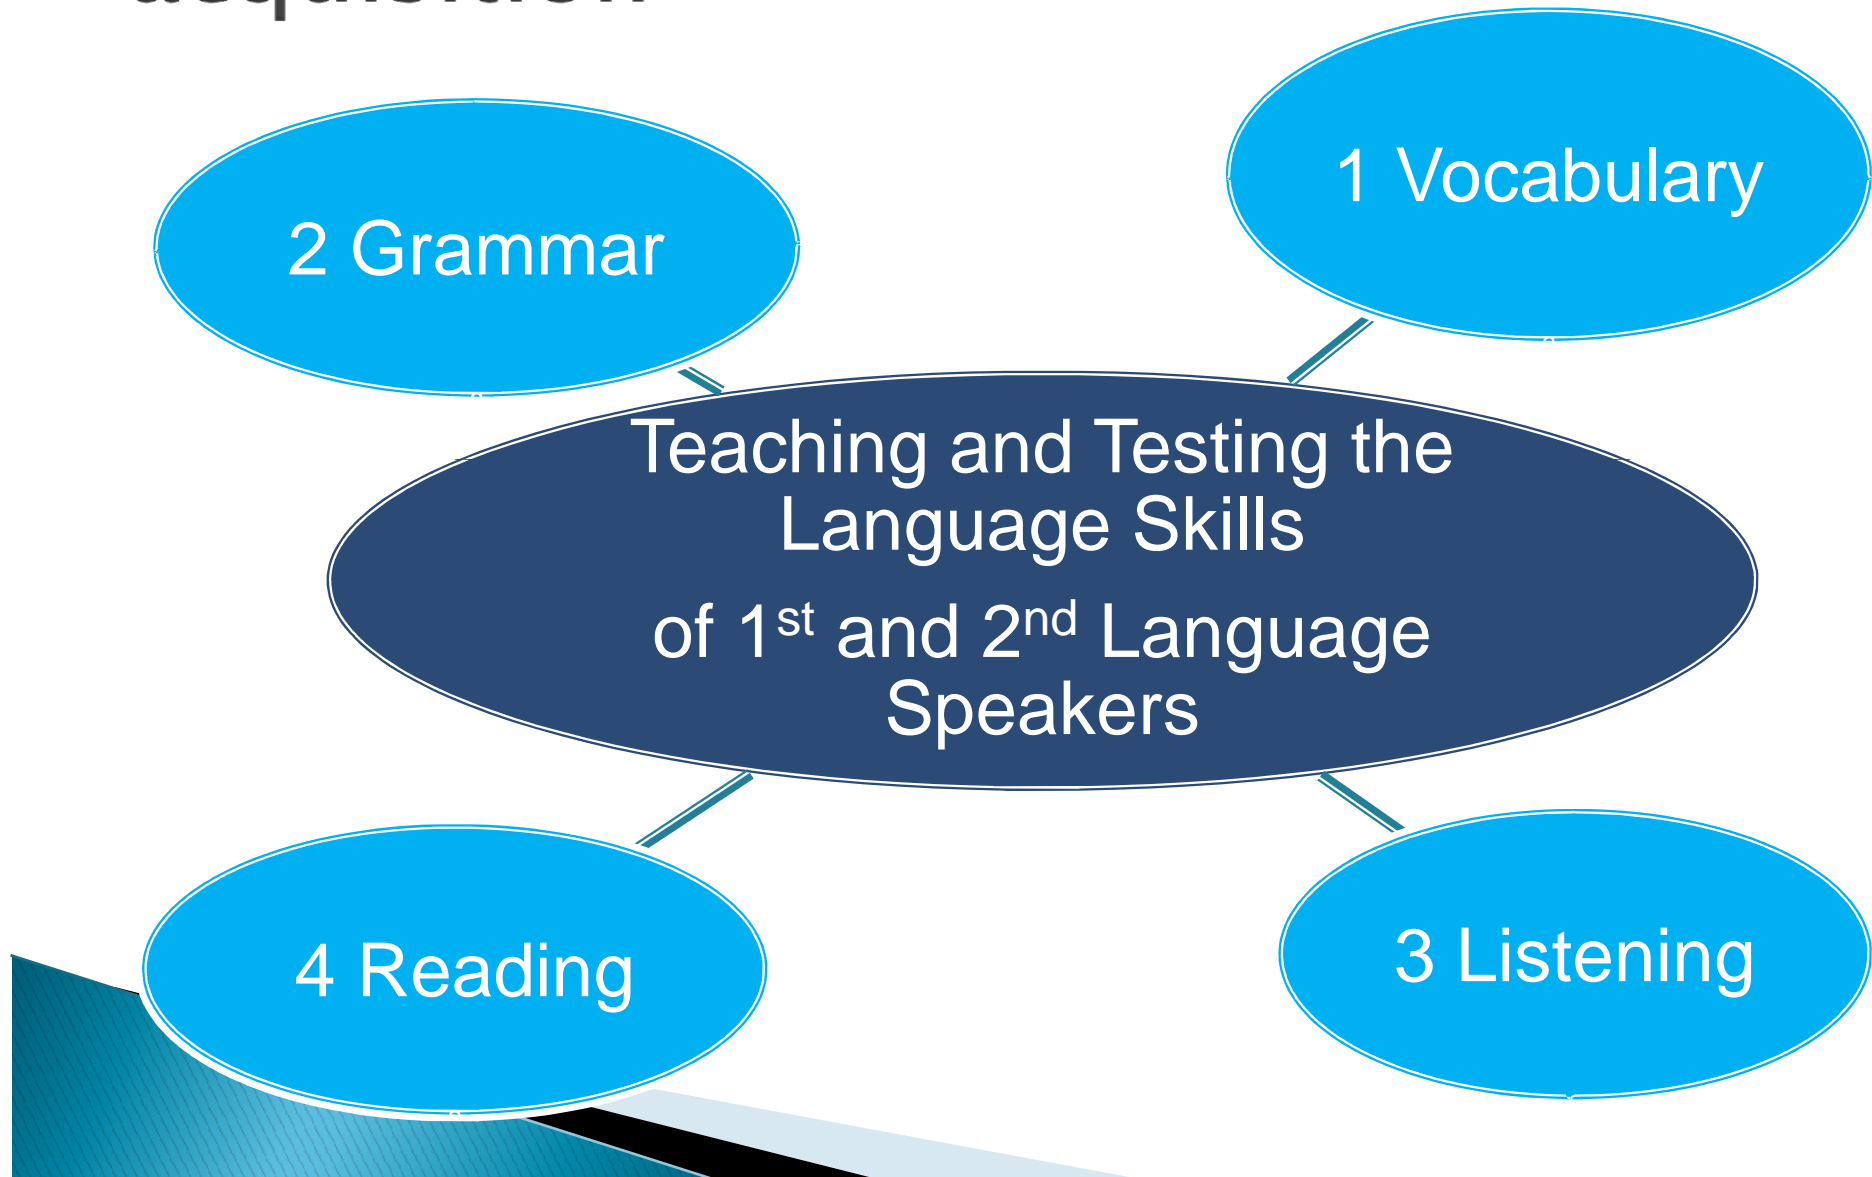 acquisition
2 Grammar
1 Vocabulary
Teaching and Testing the
Language Skills
of 1st and 2nd Language
Speakers
4 Reading
3 Listening